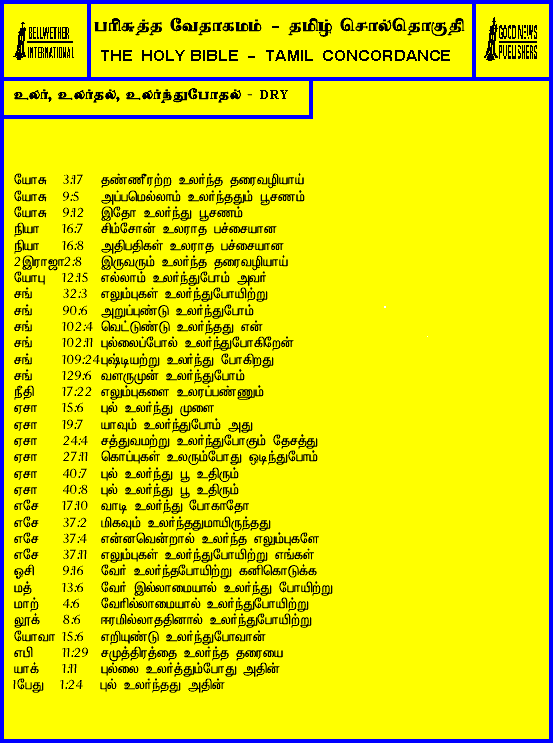 BELLWETHER
INTERNATIONAL
பரிசுத்த வேதாகமம் - தமிழ் சொல்தொகுதி
THE HOLY BIBLE - TAMIL CONCORDANCE
GOOD NEWS
PUBLISHERS
உலர், உலர்தல், உலர்ந்துபோதல் - DRY
யோசு 3:17 தண்ணீரற்ற உலர்ந்த தரைவழியாய்
யோசு 9:5 அப்பமெல்லாம் உலர்ந்ததும் பூசணம்
யோசு 9:12 இதோ உலர்ந்து பூசணம்
நியா 16:7 சிம்சோன் உலராத பச்சையான
நியா 16:8 அதிபதிகள் உலராத பச்சையான
2இராஜா2:8 இருவரும் உலர்ந்த தரைவழியாய்
யோபு 12:15 எல்லாம் உலர்ந்துபோம் அவர்
சங் 32:3 எலும்புகள் உலர்ந்துபோயிற்று
சங் 90:6 அறுப்புண்டு உலர்ந்துபோம்
சங் 102:4 வெட்டுண்டு உலர்ந்தது என்
சங் 102:11 புல்லைப்போல் உலர்ந்துபோகிறேன்
சங் 109:24புஷ்டியற்று உலர்ந்து போகிறது
சங் 129:6 வளருமுன் உலர்ந்துபோம்
நீதி 17:22 எலும்புகளை உலரப்பண்ணும்
ஏசா 15:6 புல் உலர்ந்து முளை
ஏசா 19:7 யாவும் உலர்ந்துபோம் அது
ஏசா 24:4 சத்துவமற்று உலர்ந்துபோகும் தேசத்து
ஏசா 27:11 கொப்புகள் உலரும்போது ஒடிந்துபோம்
ஏசா 40:7 புல் உலர்ந்து பூ உதிரும்
ஏசா 40:8 புல் உலர்ந்து பூ உதிரும்
எசே 17:10 வாடி உலர்ந்து போகாதோ
எசே 37:2 மிகவும் உலர்ந்ததுமாயிருந்தது
எசே 37:4 என்னவென்றால் உலர்ந்த எலும்புகளே
எசே 37:11 எலும்புகள் உலர்ந்துபோயிற்று எங்கள்
ஓசி 9:16 வேர் உலர்ந்தபோயிற்று கனிகொடுக்க
மத் 13:6 வேர் இல்லாமையால் உலர்ந்து போயிற்று
மாற் 4:6 வேரில்லாமையால் உலர்ந்துபோயிற்று
லூக் 8:6 ஈரமில்லாததினால் உலர்ந்துபோயிற்று
யோவா 15:6 எறியுண்டு உலர்ந்துபோவான்
எபி 11:29 சமுத்திரத்தை உலர்ந்த தரையை
யாக் 1:11 புல்லை உலர்த்தும்போது அதின்
1பேது 1:24 புல் உலர்ந்தது அதின்